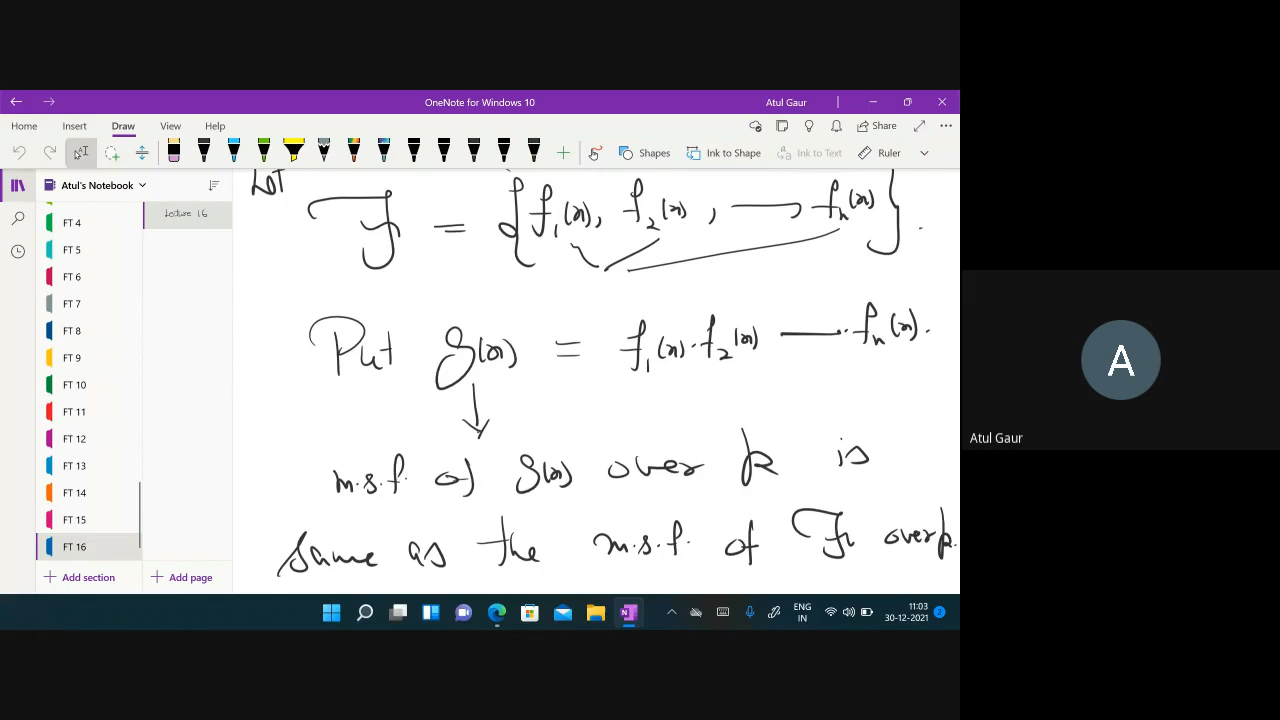 OneNote for Windows 10
Atul Gaur
Home Insert Draw View Help
Share
Shapes
Ink to Shape
Ink to Text
Ruler
Atul's Notebook
FT 4
FT 5
FT 6
FT 7
FT 8
FT 9
FT 10
FT 11
FT 12
FT 13
FT 14
FT 15
FT 16
Add section
Add page
Lecture 16
Let
F = {f₁(x), f₂(x), — fₙ(x)}.
Put g(x) = f₁(x)·f₂(x) —· fₙ(x).
m.s.f. of g(x) over k is
same as the m.s.f. of F over k.
Atul Gaur
A
ENG
IN
11:03
30-12-2021
2